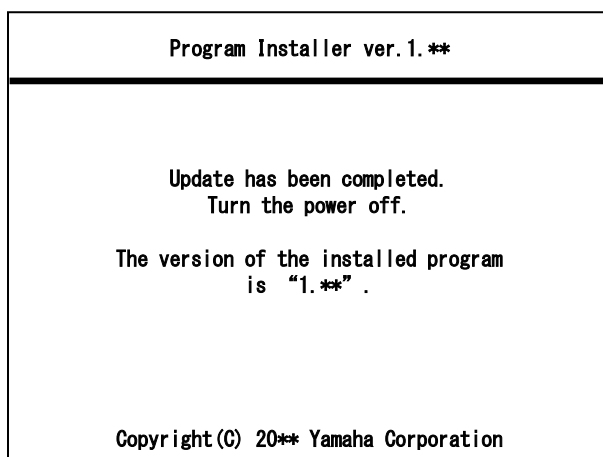 Program Installer ver.1.**
Update has been completed.
Turn the power off.
The version of the installed program
is “1.**”.
Copyright(C) 20** Yamaha Corporation